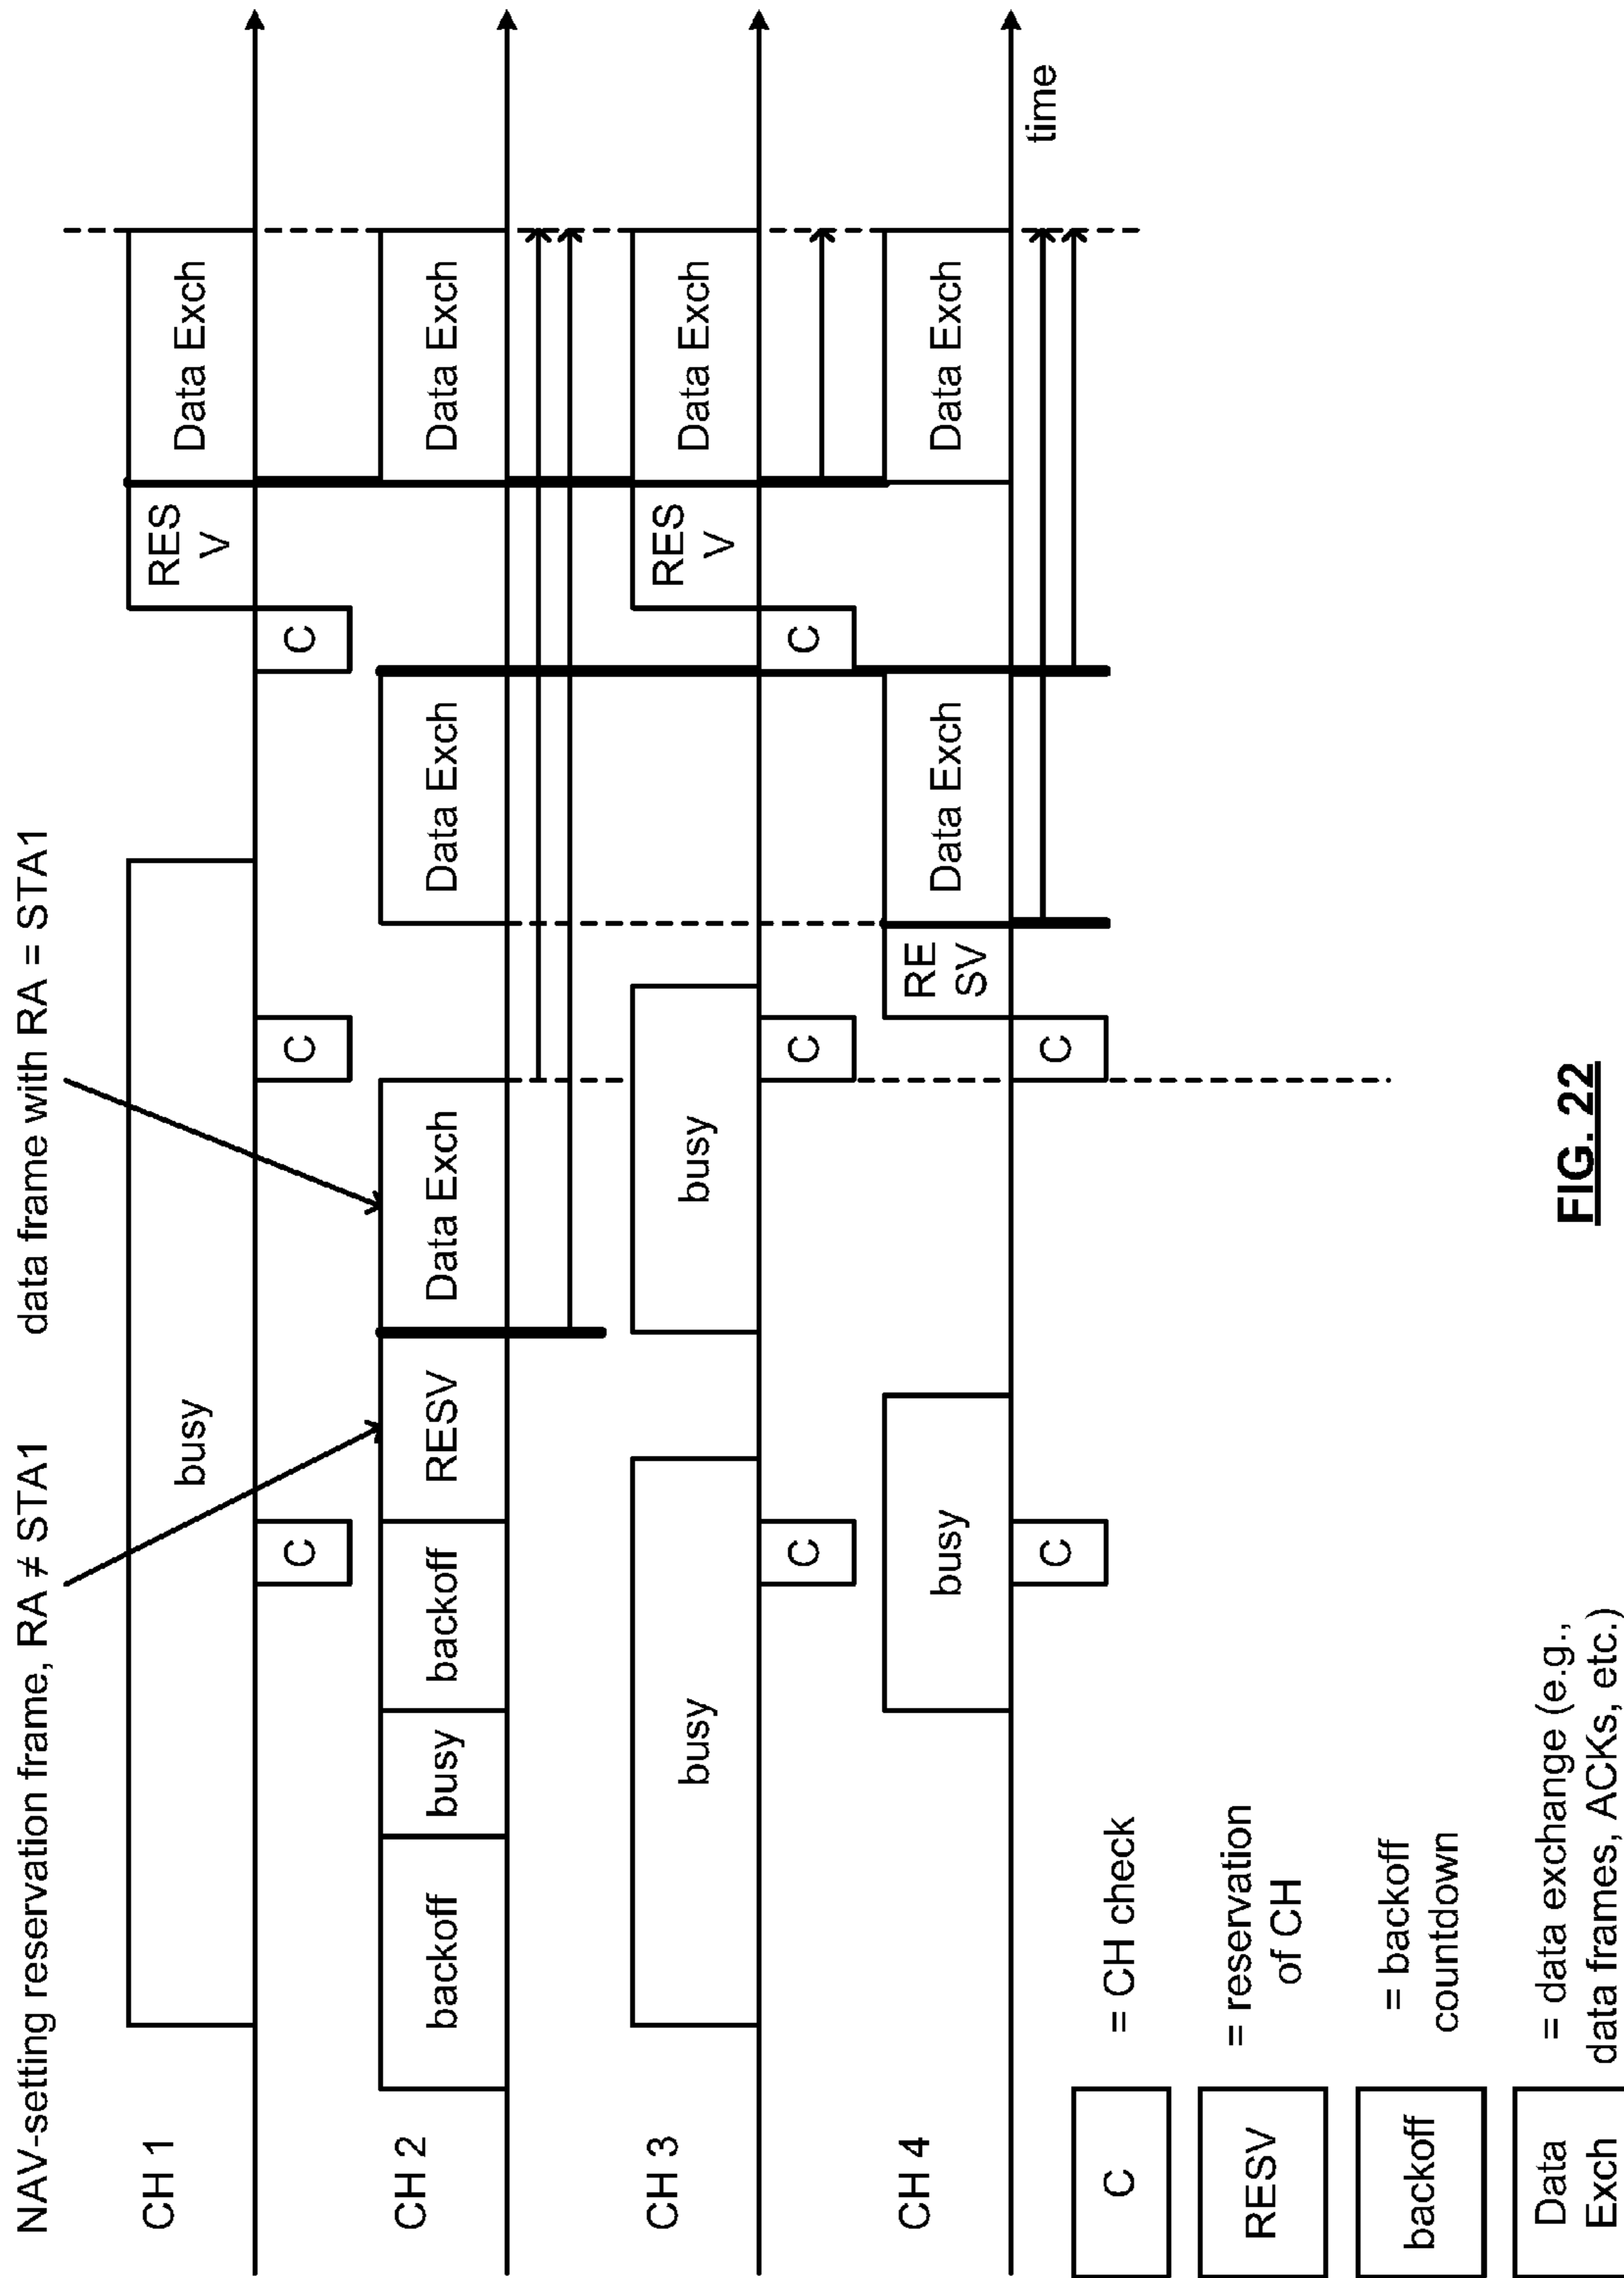 NAV-setting reservation frame, RA ≠ STA1
data frame with RA = STA1
CH 1
busy
C
C
C
RES
V
Data Exch
CH 2
backoff
busy
backoff
RESV
Data Exch
Data Exch
Data Exch
CH 3
busy
C
busy
C
C
RES
V
Data Exch
CH 4
busy
C
C
RE
SV
Data Exch
Data Exch
time
C
= CH check
RESV
= reservation
of CH
backoff
= backoff
countdown
Data
Exch
= data exchange (e.g.,
data frames, ACKs, etc.)
FIG. 22